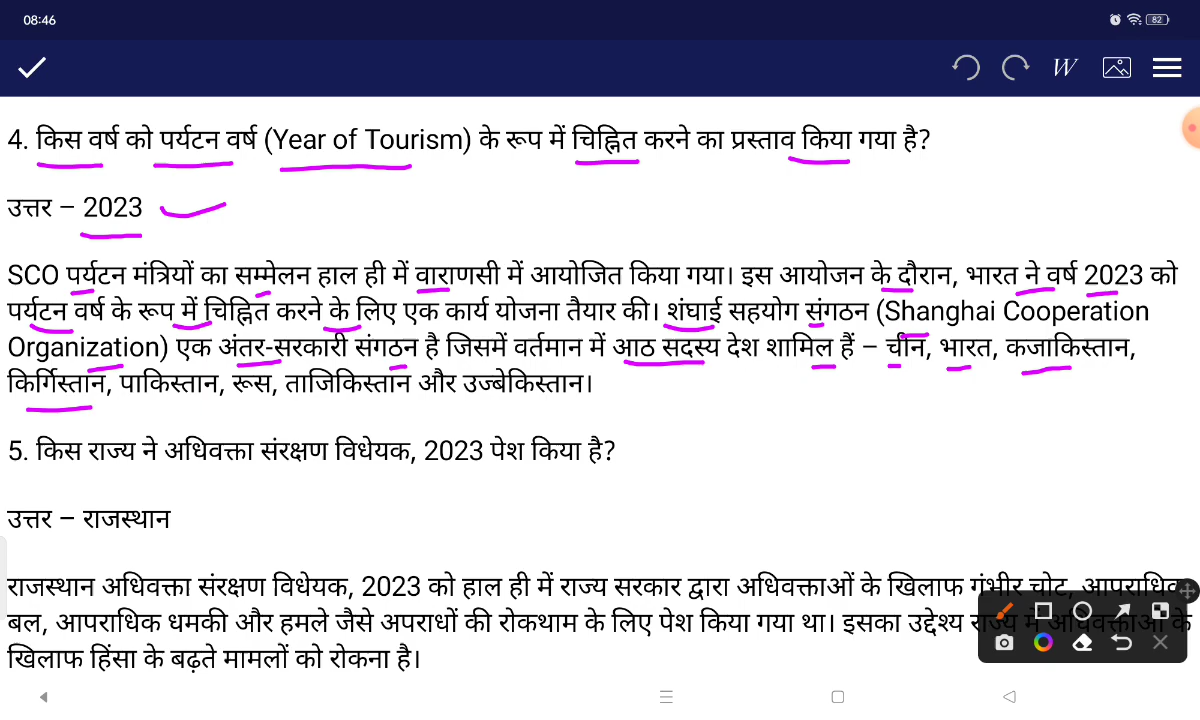 08:46
82
W
4. किस वर्ष को पर्यटन वर्ष (Year of Tourism) के रूप में चिह्नित करने का प्रस्ताव किया गया है?
उत्तर – 2023
SCO पर्यटन मंत्रियों का सम्मेलन हाल ही में वाराणसी में आयोजित किया गया। इस आयोजन के दौरान, भारत ने वर्ष 2023 को
पर्यटन वर्ष के रूप में चिह्नित करने के लिए एक कार्य योजना तैयार की। शंघाई सहयोग संगठन (Shanghai Cooperation
Organization) एक अंतर-सरकारी संगठन है जिसमें वर्तमान में आठ सदस्य देश शामिल हैं – चीन, भारत, कजाकिस्तान,
किर्गिस्तान, पाकिस्तान, रूस, ताजिकिस्तान और उज्बेकिस्तान।
5. किस राज्य ने अधिवक्ता संरक्षण विधेयक, 2023 पेश किया है?
उत्तर – राजस्थान
राजस्थान अधिवक्ता संरक्षण विधेयक, 2023 को हाल ही में राज्य सरकार द्वारा अधिवक्ताओं के खिलाफ गंभीर चोट, आपराधिक
बल, आपराधिक धमकी और हमले जैसे अपराधों की रोकथाम के लिए पेश किया गया था। इसका उद्देश्य राज्य में अधिवक्ताओं के
खिलाफ हिंसा के बढ़ते मामलों को रोकना है।